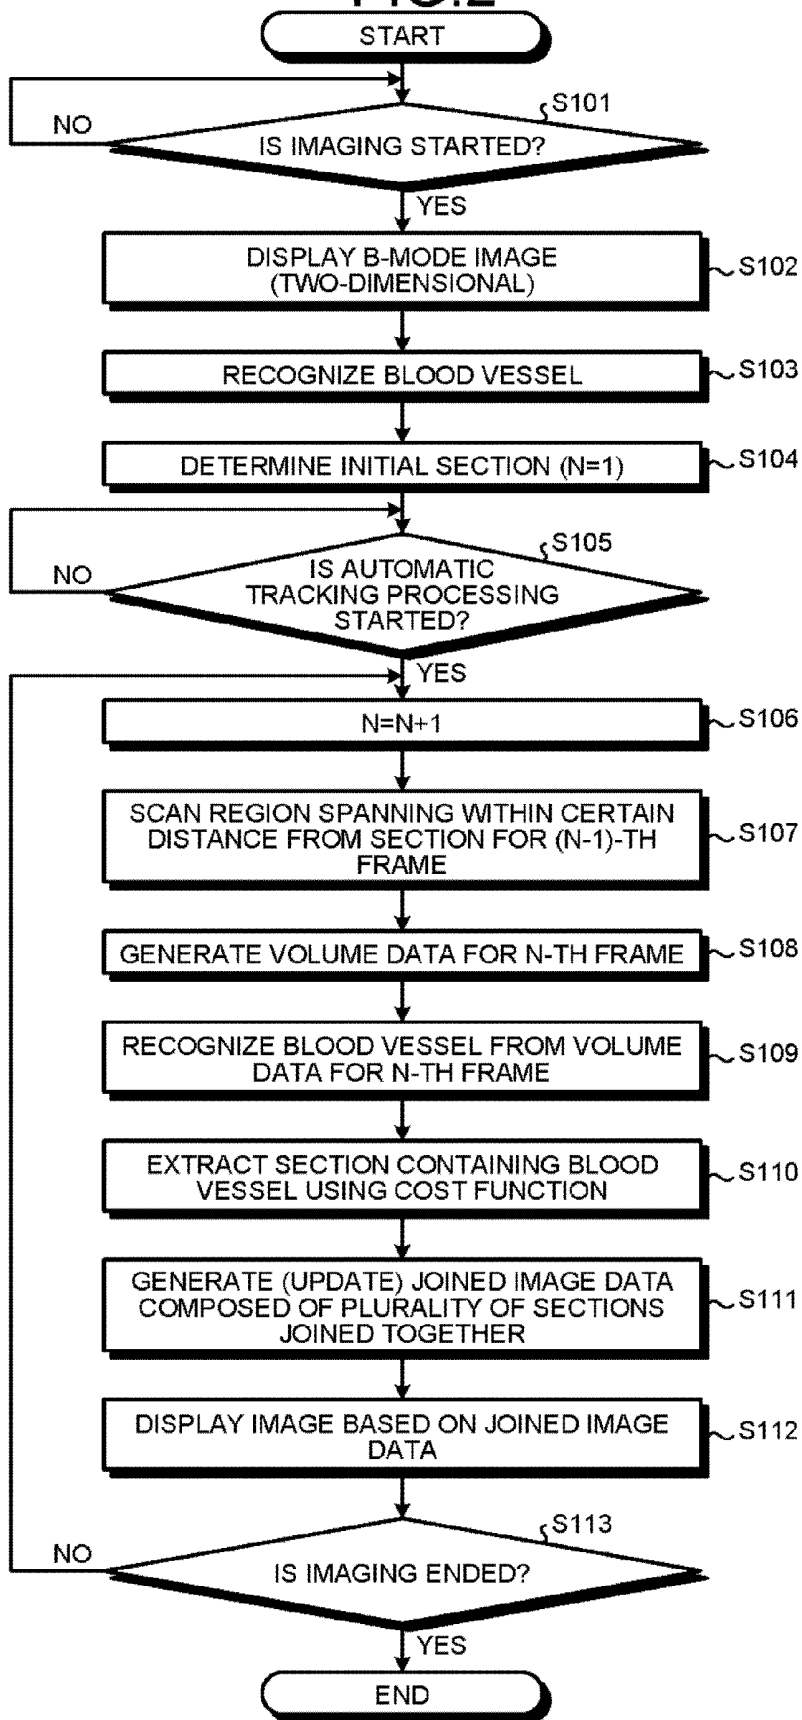 FIG.2
START
S101
NO
IS IMAGING STARTED?
YES
DISPLAY B-MODE IMAGE
(TWO-DIMENSIONAL)
S102
RECOGNIZE BLOOD VESSEL
S103
DETERMINE INITIAL SECTION (N=1)
S104
S105
NO
IS AUTOMATIC
TRACKING PROCESSING
STARTED?
YES
N=N+1
S106
SCAN REGION SPANNING WITHIN CERTAIN
DISTANCE FROM SECTION FOR (N-1)-TH
FRAME
S107
GENERATE VOLUME DATA FOR N-TH FRAME
S108
RECOGNIZE BLOOD VESSEL FROM VOLUME
DATA FOR N-TH FRAME
S109
EXTRACT SECTION CONTAINING BLOOD
VESSEL USING COST FUNCTION
S110
GENERATE (UPDATE) JOINED IMAGE DATA
COMPOSED OF PLURALITY OF SECTIONS
JOINED TOGETHER
S111
DISPLAY IMAGE BASED ON JOINED IMAGE
DATA
S112
S113
NO
IS IMAGING ENDED?
YES
END